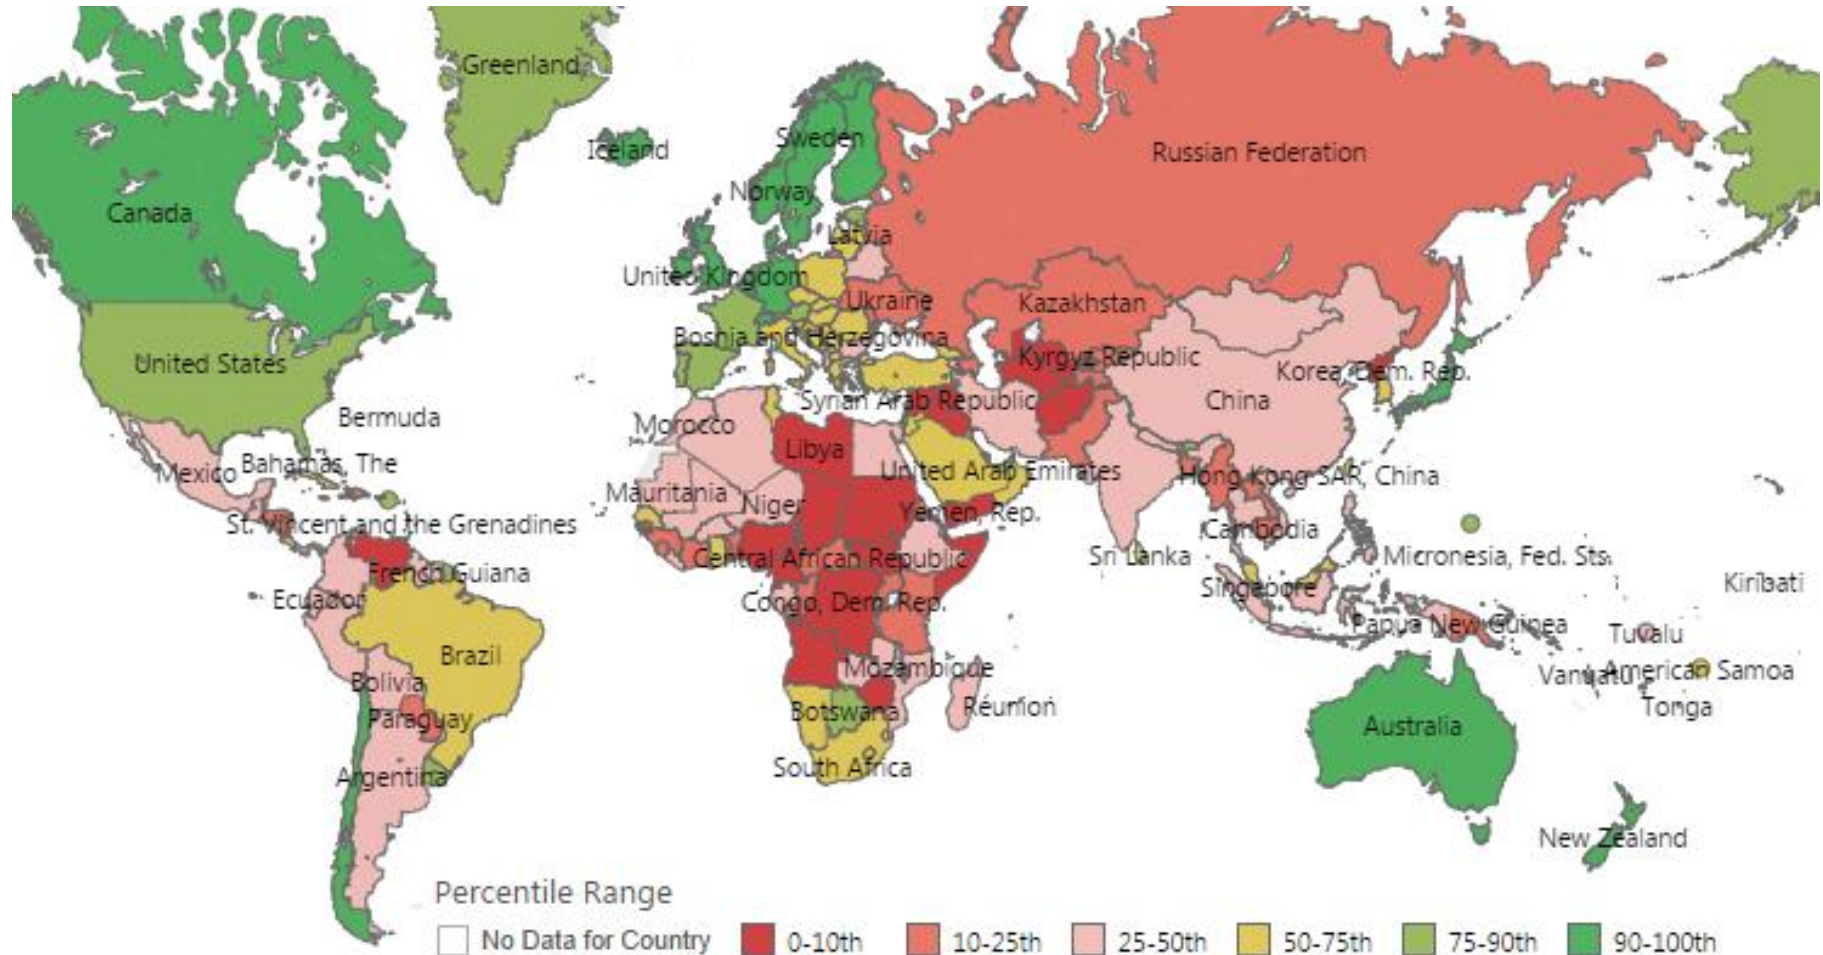 Greenland
Iceland
Sweden
Russian Federation
Norway
Canada
Latvia
United Kingdom
Ukraine
Kazakhstan
Bosnia and Herzegovina
United States
Kyrgyz Republic
Korea, Dem. Rep.
Syrian Arab Republic
China
Bermuda
Morocco
Libya
Mexico
Bahamas, The
United Arab Emirates
Hong Kong SAR, China
Mauritania
Niger
Yemen, Rep.
St. Vincent and the Grenadines
Cambodia
Central African Republic
Sri Lanka
Micronesia, Fed. Sts.
French Guiana
Singapore
Kiribati
Ecuador
Congo, Dem. Rep.
Papua New Guinea
Tuvalu
Brazil
Mozambique
Vanuatu
American Samoa
Bolivia
Botswana
Réunion
Tonga
Paraguay
Australia
South Africa
Argentina
New Zealand
Percentile Range
No Data for Country
0-10th
10-25th
25-50th
50-75th
75-90th
90-100th